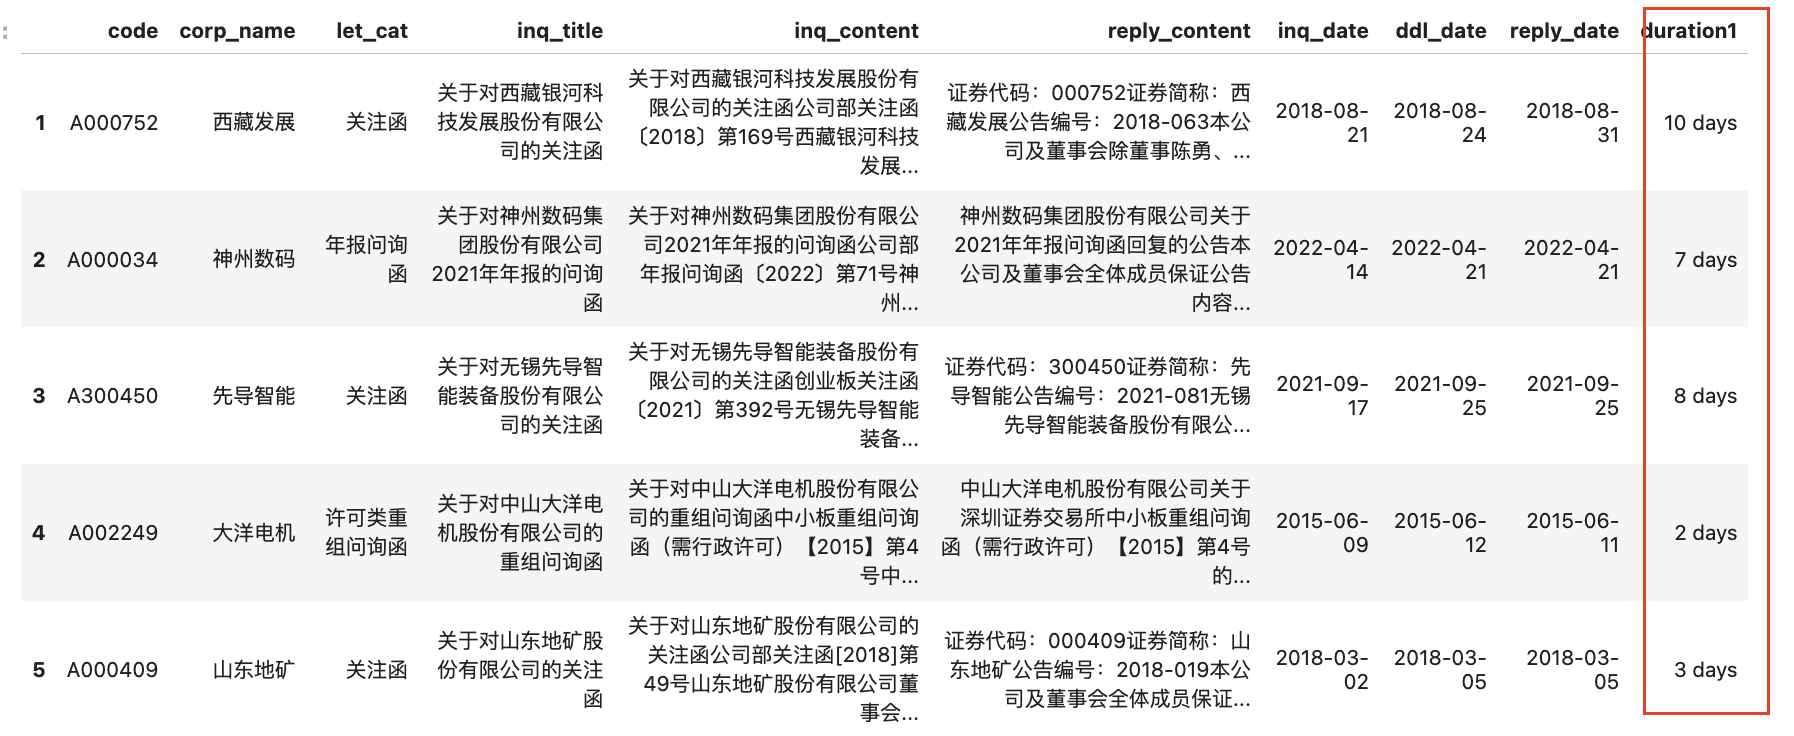 code corp_name let_cat inq_title inq_content reply_content inq_date ddl_date reply_date duration1
1 A000752 西藏发展 关注函
关于对西藏银河科
技发展股份有限公
司的关注函
关于对西藏银河科技发展股份有
限公司的关注函公司部关注函
〔2018〕第169号西藏银河科技
发展...
证券代码：000752证券简称：西
藏发展公告编号：2018-063本公
司及董事会除董事陈勇、...
2018-08-
21
2018-08-
24
2018-08-
31
10 days
2 A000034 神州数码
年报问询
函
关于对神州数码集
团股份有限公司
2021年年报的问询
函
关于对神州数码集团股份有限公
司2021年年报的问询函公司部
年报问询函〔2022〕第71号神
州...
神州数码集团股份有限公司关于
2021年年报问询函回复的公告本
公司及董事会全体成员保证公告
内容...
2022-04-
14
2022-04-
21
2022-04-
21
7 days
3 A300450 先导智能 关注函
关于对无锡先导智
能装备股份有限公
司的关注函
关于对无锡先导智能装备股份有
限公司的关注函创业板关注函
〔2021〕第392号无锡先导智能
装备...
证券代码：300450证券简称：先
导智能公告编号：2021-081无锡
先导智能装备股份有限公...
2021-09-
17
2021-09-
25
2021-09-
25
8 days
4 A002249 大洋电机
许可类重
组问询函
关于对中山大洋电
机股份有限公司的
重组问询函
关于对中山大洋电机股份有限公
司的重组问询函中小板重组问询
函（需行政许可）【2015】第4
号中...
中山大洋电机股份有限公司关于
深圳证券交易所中小板重组问询
函（需行政许可）【2015】第4号
的...
2015-06-
09
2015-06-
12
2015-06-
11
2 days
5 A000409 山东地矿 关注函
关于对山东地矿股
份有限公司的关注
函
关于对山东地矿股份有限公司的
关注函公司部关注函[2018]第
49号山东地矿股份有限公司董
事会...
证券代码：000409证券简称：山
东地矿公告编号：2018-019本公
司及董事会全体成员保证...
2018-03-
02
2018-03-
05
2018-03-
05
3 days